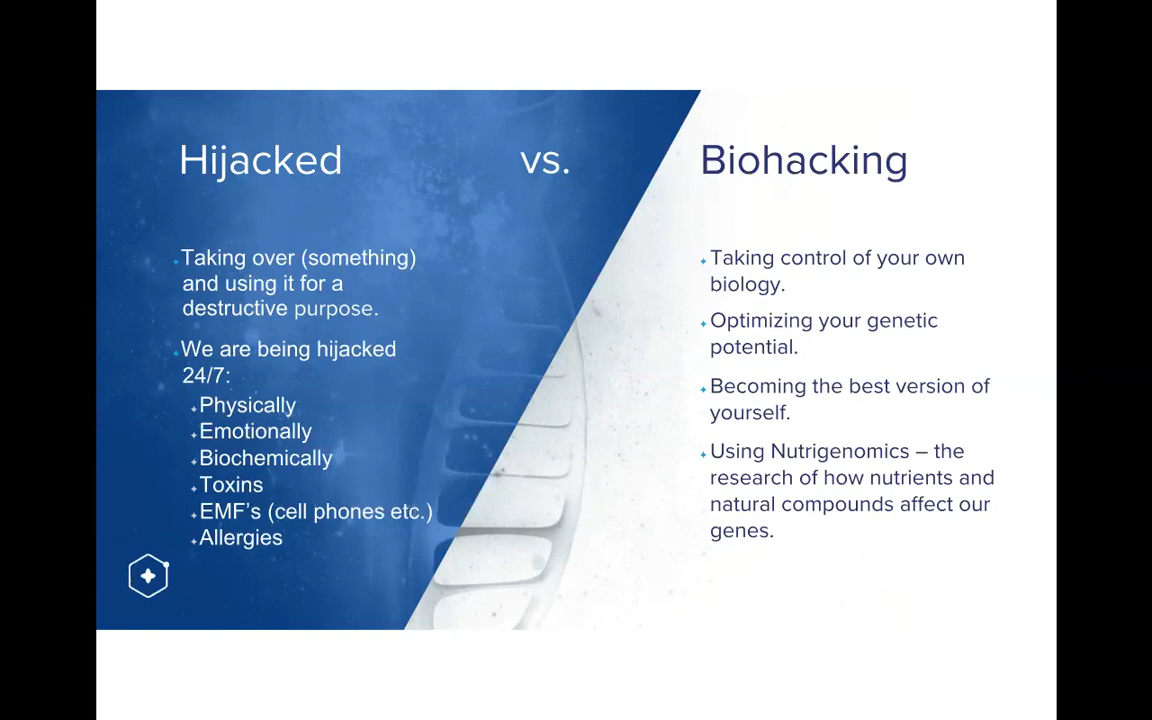 Hijacked vs. Biohacking
Taking over (something)
and using it for a
destructive purpose.
We are being hijacked
24/7:
Physically
Emotionally
Biochemically
Toxins
EMF's (cell phones etc.)
Allergies
Taking control of your own
biology.
Optimizing your genetic
potential.
Becoming the best version of
yourself.
Using Nutrigenomics – the
research of how nutrients and
natural compounds affect our
genes.